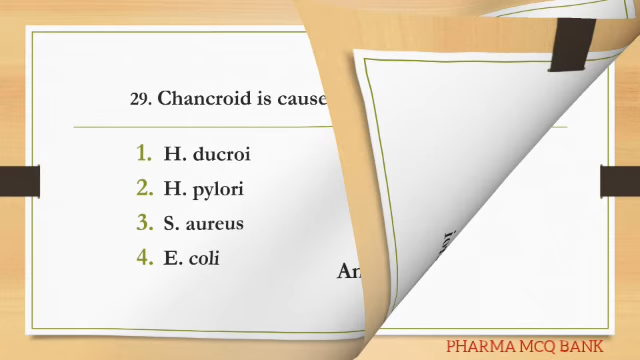 29. Chancroid is cause
1. H. ducroi
2. H. pylori
3. S. aureus
4. E. coli
An
PHARMA MCQ BANK